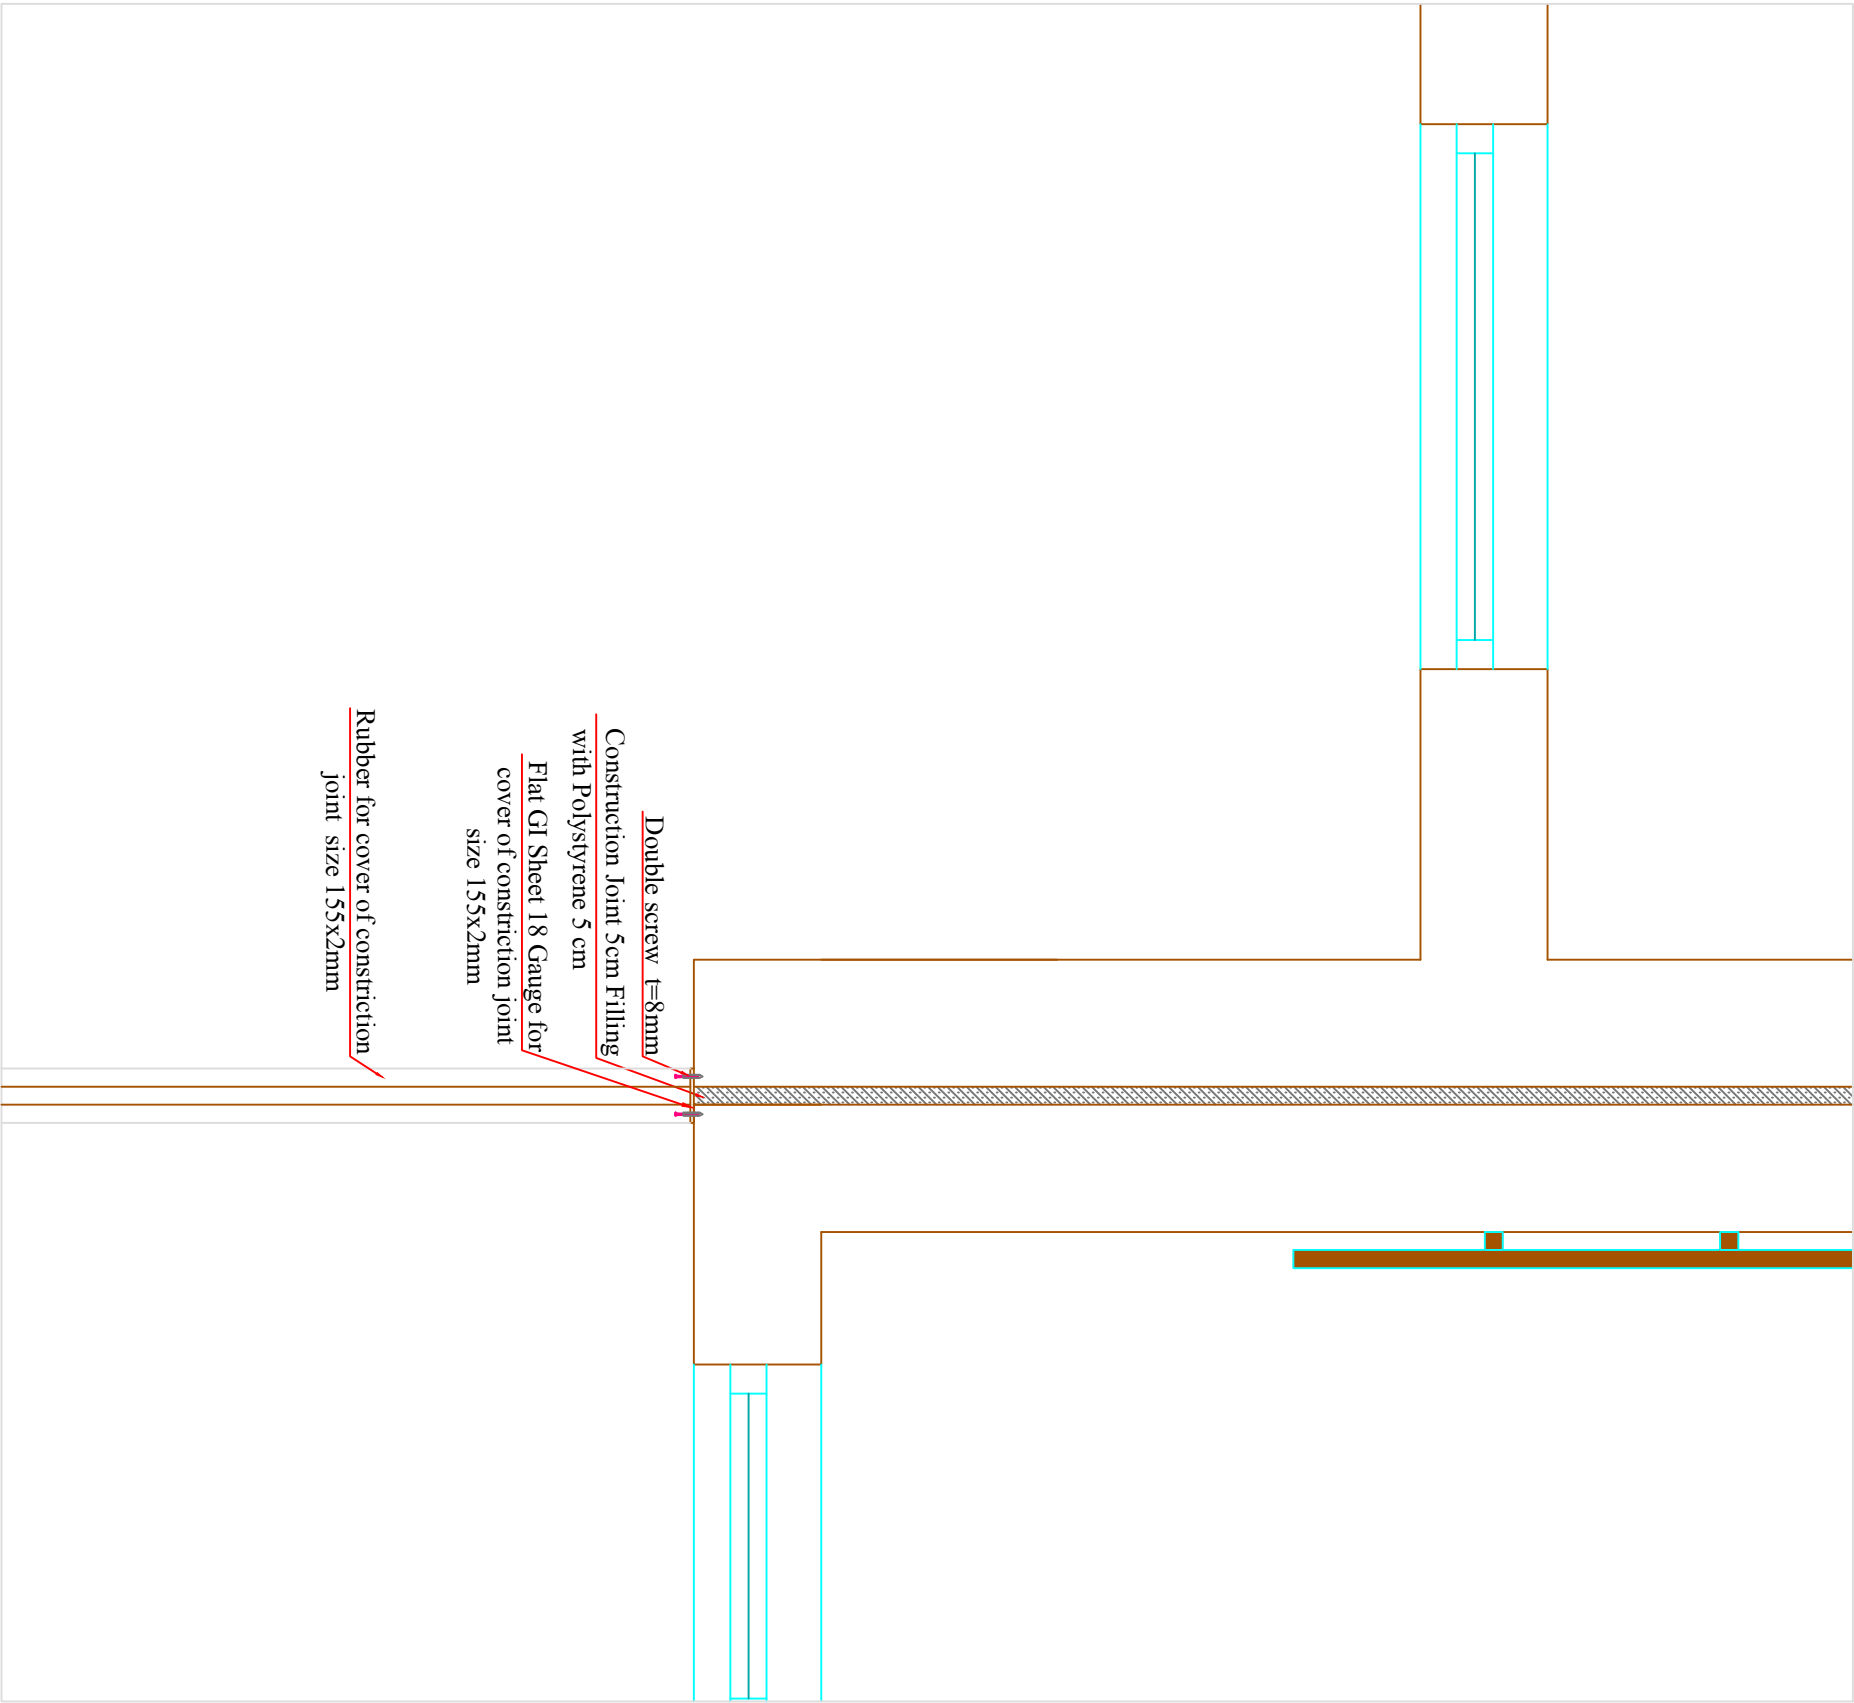 Double screw t=8mm
Construction Joint 5cm Filling
with Polystyrene 5 cm
Flat GI Sheet 18 Gauge for
cover of constriction joint
size 155x2mm
Rubber for cover of constriction
joint size 155x2mm